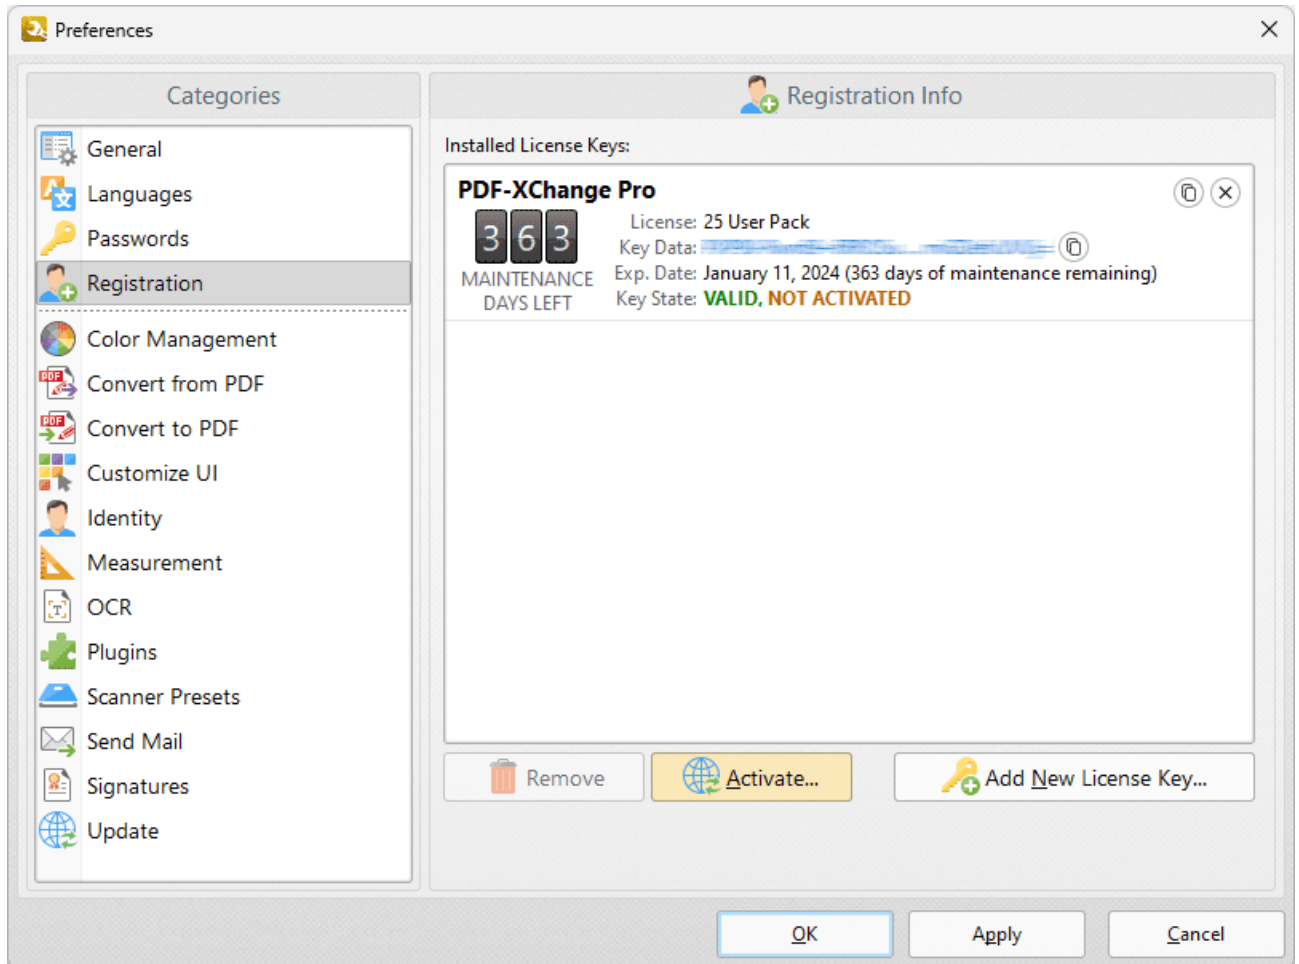 Preferences
Categories
General
Languages
Passwords
Registration
Color Management
Convert from PDF
Convert to PDF
Customize UI
Identity
Measurement
OCR
Plugins
Scanner Presets
Send Mail
Signatures
Update
Registration Info
Installed License Keys:
PDF-XChange Pro
363
MAINTENANCE
DAYS LEFT
License: 25 User Pack
Key Data:
Exp. Date: January 11, 2024 (363 days of maintenance remaining)
Key State: VALID, NOT ACTIVATED
Remove
Activate...
Add New License Key...
OK
Apply
Cancel